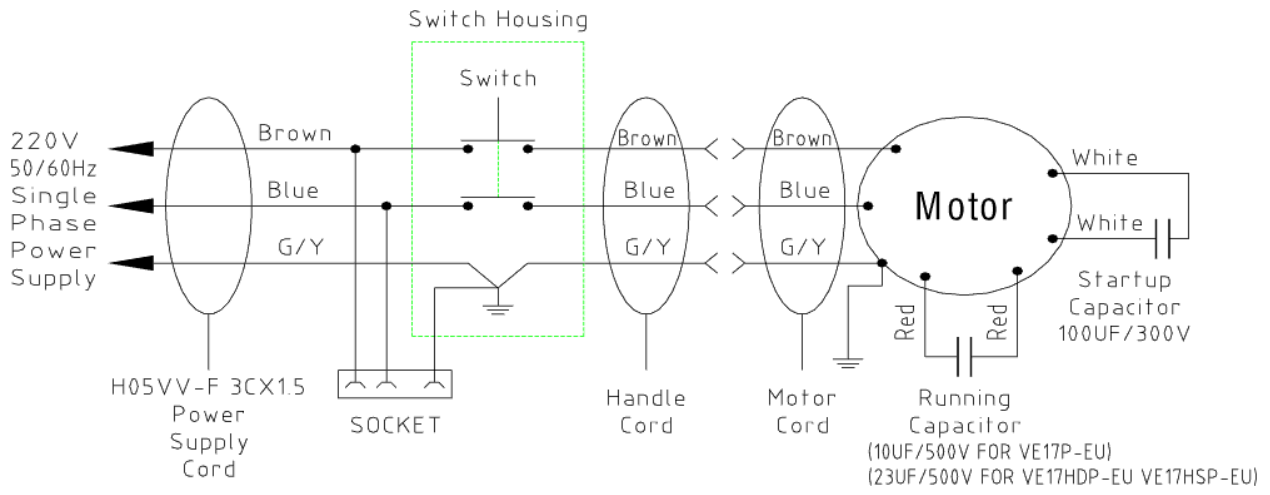 Switch Housing
Switch
220V
50/60Hz
Single
Phase
Power
Supply
Brown
Blue
G/Y
Brown
Blue
G/Y
Brown
Blue
G/Y
Motor
White
White
Startup
Capacitor
100UF/300V
Red
Red
H05VV-F 3CX1.5
Power
Supply
Cord
SOCKET
Handle
Cord
Motor
Cord
Running
Capacitor
(10UF/500V FOR VE17P-EU)
(23UF/500V FOR VE17HDP-EU VE17HSP-EU)